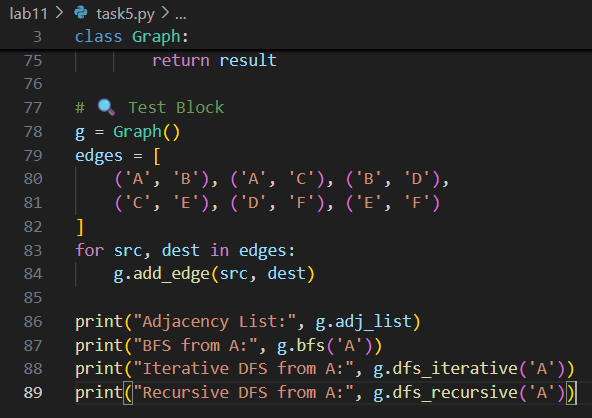 lab11 > task5.py > ...
3 class Graph:
75 return result
76
77 # 🔍 Test Block
78 g = Graph()
79 edges = [
80 ('A', 'B'), ('A', 'C'), ('B', 'D'),
81 ('C', 'E'), ('D', 'F'), ('E', 'F')
82 ]
83 for src, dest in edges:
84 g.add_edge(src, dest)
85
86 print("Adjacency List:", g.adj_list)
87 print("BFS from A:", g.bfs('A'))
88 print("Iterative DFS from A:", g.dfs_iterative('A'))
89 print("Recursive DFS from A:", g.dfs_recursive('A'))